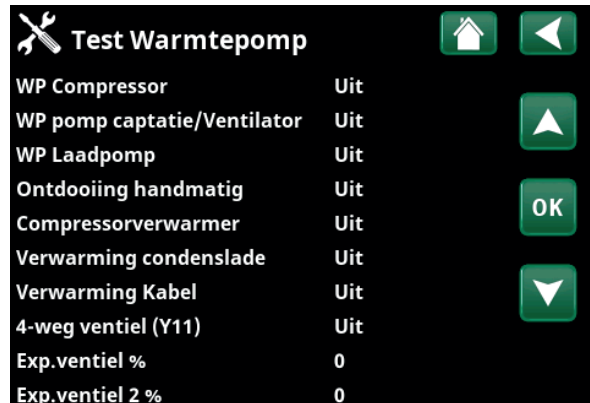 Test Warmtepomp
WP Compressor Uit
WP pomp captatie/Ventilator Uit
WP Laadpomp Uit
Ontdooiing handmatig Uit
OK
Compressorverwarmer Uit
Verwarming condenslade Uit
Verwarming Kabel Uit
4-weg ventiel (Y11) Uit
Exp.ventiel % 0
Exp.ventiel 2 % 0